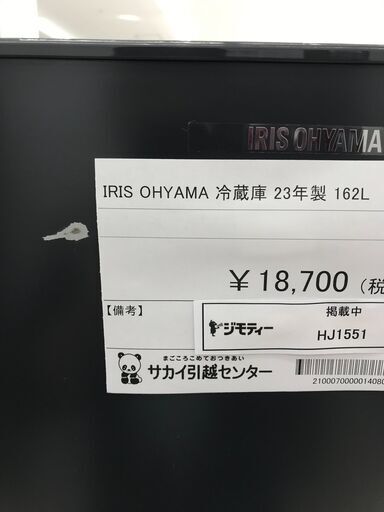 IRIS OHYAMA
IRIS OHYAMA 冷蔵庫 23年製 162L
￥18,700（税
【備考】
掲載中
ジモティー
HJ1551
まごころこめておつきあい
サカイ引越センター
2100070000014080